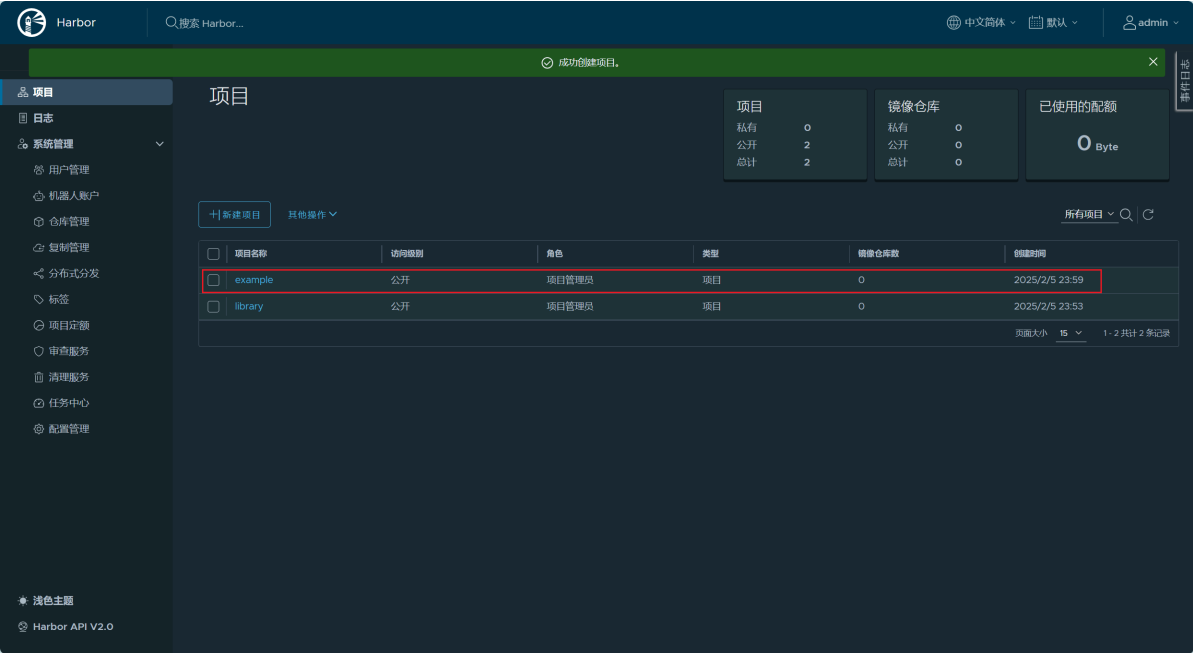 Harbor 搜索 Harbor... 中文简体 默认 admin
成功创建项目。
事件日志
项目
日志
系统管理
用户管理
机器人账户
仓库管理
复制管理
分布式分发
标签
项目定额
审查服务
清理服务
任务中心
配置管理
浅色主题
Harbor API V2.0
项目
项目
私有 0
公开 2
总计 2
镜像仓库
私有 0
公开 0
总计 0
已使用的配额
0 Byte
新建项目 其他操作 所有项目
项目名称 访问级别 角色 类型 镜像仓库数 创建时间
example 公开 项目管理员 项目 0 2025/2/5 23:59
library 公开 项目管理员 项目 0 2025/2/5 23:53
页面大小 15 1 - 2 共计 2 条记录